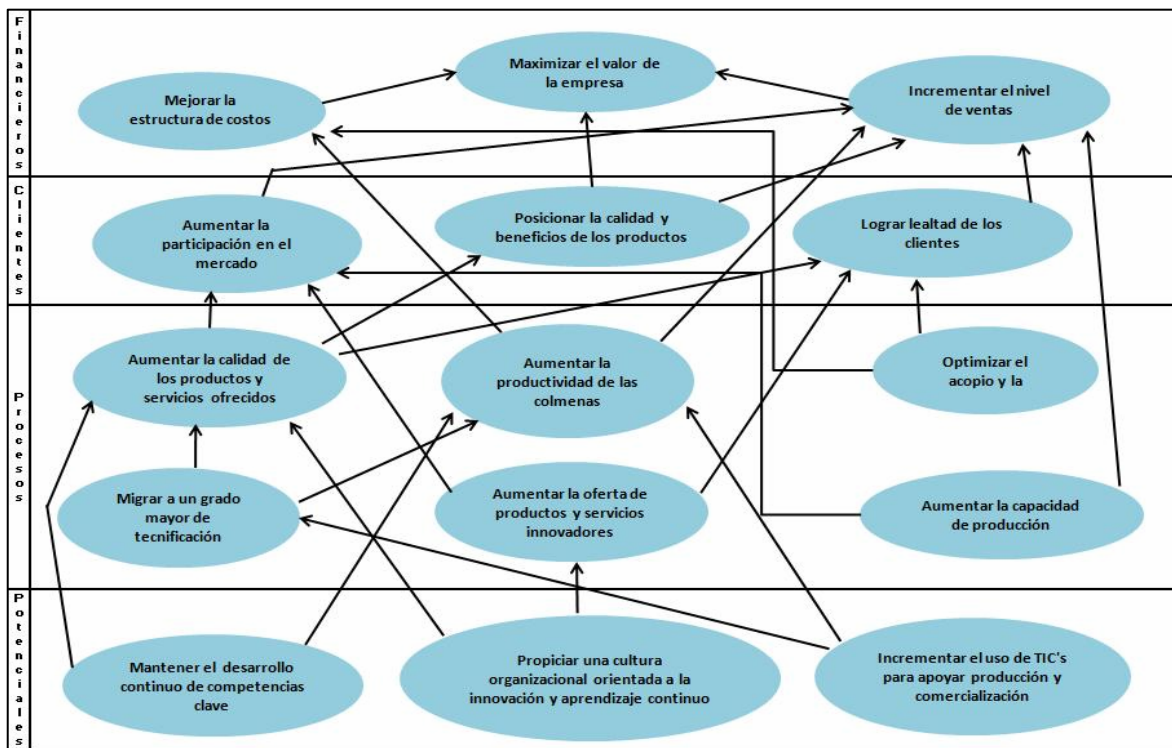 Financieros
Maximizar el valor de
la empresa
Mejorar la
estructura de costos
Incrementar el nivel
de ventas
Clientes
Aumentar la
participación en el
mercado
Posicionar la calidad y
beneficios de los productos
Lograr lealtad de los
clientes
Procesos
Aumentar la calidad de
los productos y
servicios ofrecidos
Aumentar la
productividad de las
colmenas
Optimizar el
acopio y la
Migrar a un grado
mayor de
tecnificación
Aumentar la oferta de
productos y servicios
innovadores
Aumentar la capacidad
de producción
Potenciales
Mantener el desarrollo
continuo de competencias
clave
Propiciar una cultura
organizacional orientada a la
innovación y aprendizaje continuo
Incrementar el uso de TIC's
para apoyar producción y
comercialización